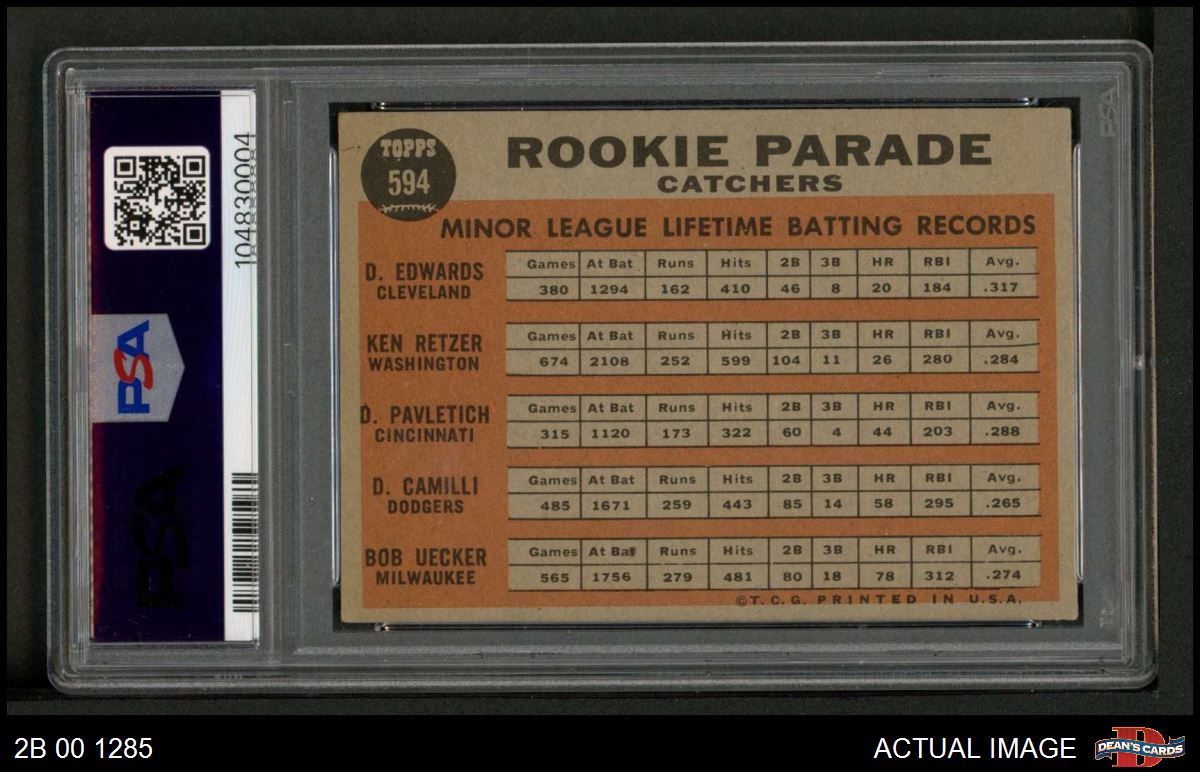 TOPPS
594
ROOKIE PARADE
CATCHERS
MINOR LEAGUE LIFETIME BATTING RECORDS
D. EDWARDS
CLEVELAND
Games At Bat Runs Hits 2B 3B HR RBI Avg.
380 1294 162 410 46 8 20 184 .317
KEN RETZER
WASHINGTON
Games At Bat Runs Hits 2B 3B HR RBI Avg.
674 2108 252 599 104 11 26 280 .284
D. PAVLETICH
CINCINNATI
Games At Bat Runs Hits 2B 3B HR RBI Avg.
315 1120 173 322 60 4 44 203 .288
D. CAMILLI
DODGERS
Games At Bat Runs Hits 2B 3B HR RBI Avg.
485 1671 259 443 85 14 58 295 .265
BOB UECKER
MILWAUKEE
Games At Bat Runs Hits 2B 3B HR RBI Avg.
565 1756 279 481 80 18 78 312 .274
©T.C.G. PRINTED IN U.S.A.
104830004
PSA
PSA
PSA
2B 00 1285
ACTUAL IMAGE
DEAN'S CARDS